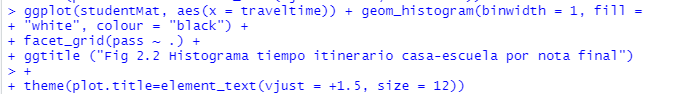 > ggplot(studentMat, aes(x = traveltime)) + geom_histogram(binwidth = 1, fill =
+ "white", colour = "black") +
+ facet_grid(pass ~ .) +
+ ggtitle ("Fig 2.2 Histograma tiempo itinerario casa-escuela por nota final")
> +
+ theme(plot.title=element_text(vjust = +1.5, size = 12))